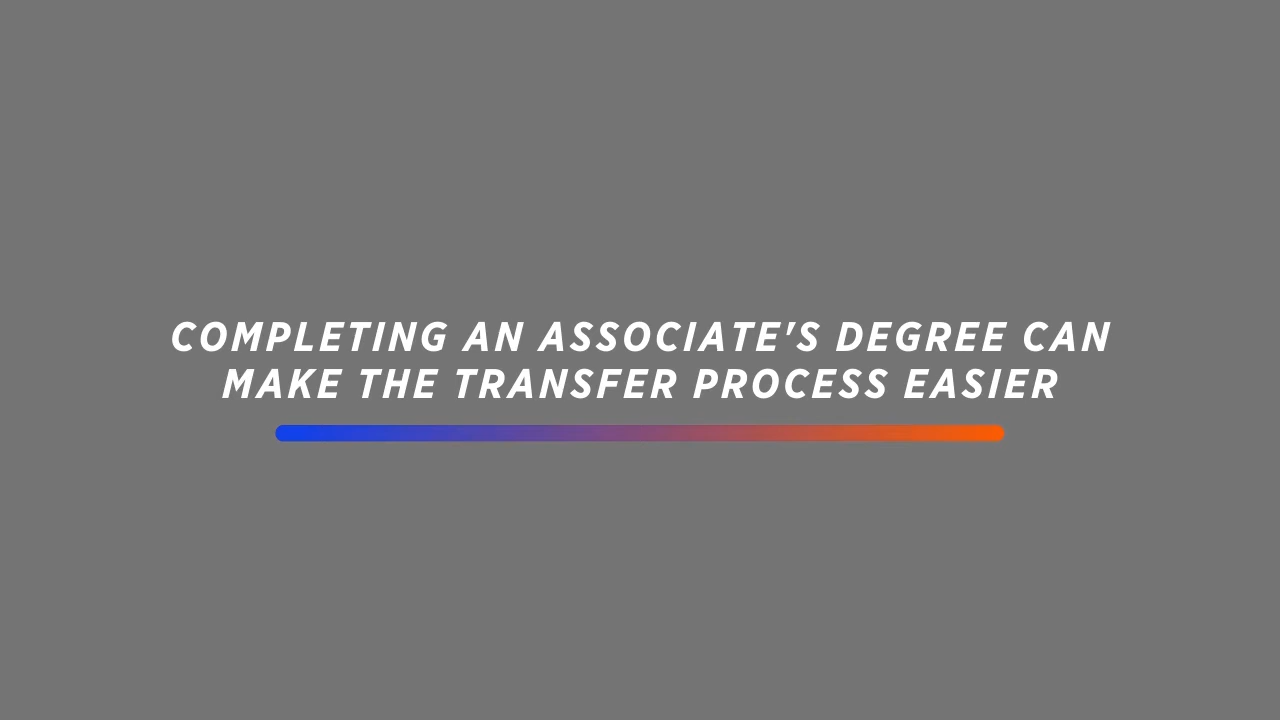 COMPLETING AN ASSOCIATE'S DEGREE CAN
MAKE THE TRANSFER PROCESS EASIER